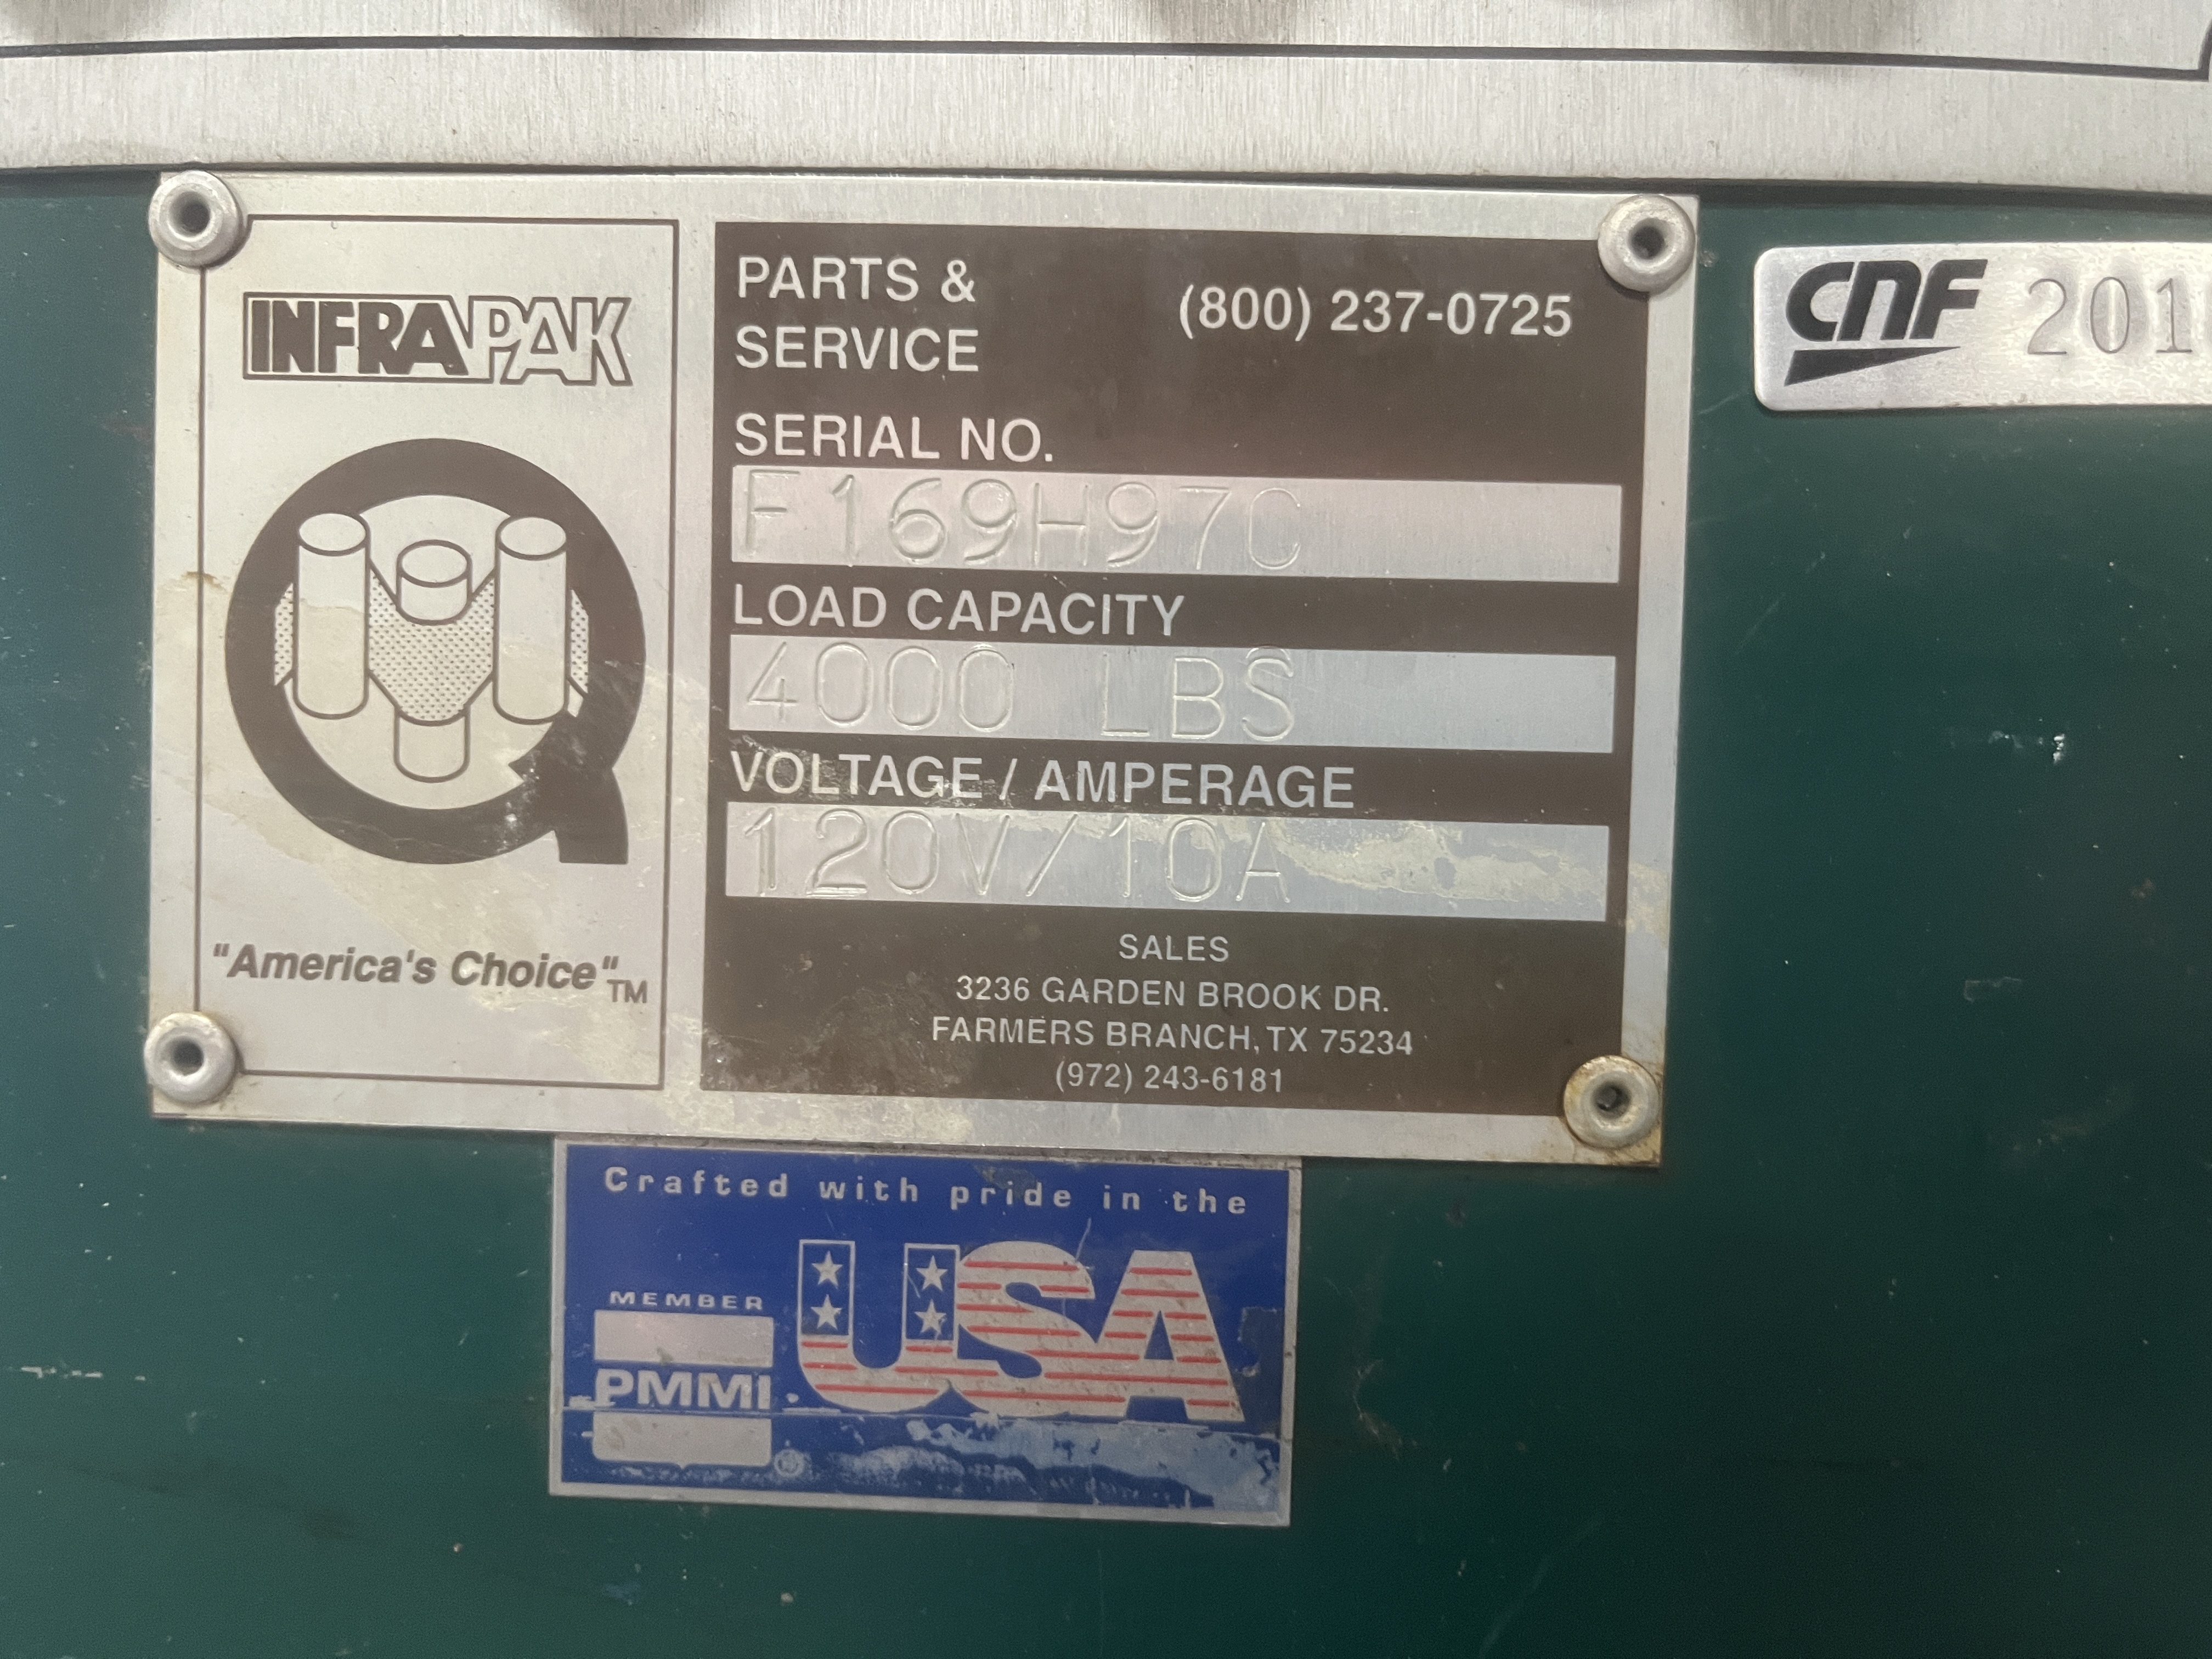 INFRAPAK
"America's Choice"TM
PARTS &
SERVICE
(800) 237-0725
SERIAL NO.
F169H97C
LOAD CAPACITY
4000 LBS
VOLTAGE / AMPERAGE
120V/10A
SALES
3236 GARDEN BROOK DR.
FARMERS BRANCH, TX 75234
(972) 243-6181
CNF 201
Crafted with pride in the
USA
MEMBER
PMMI
®